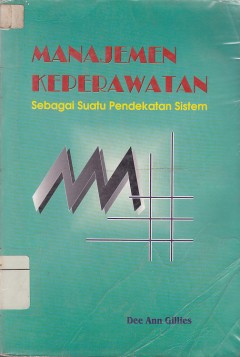 MANAJEMEN
KEPERAWATAN
Sebagai Suatu Pendekatan Sistem
Dee Ann Gillies